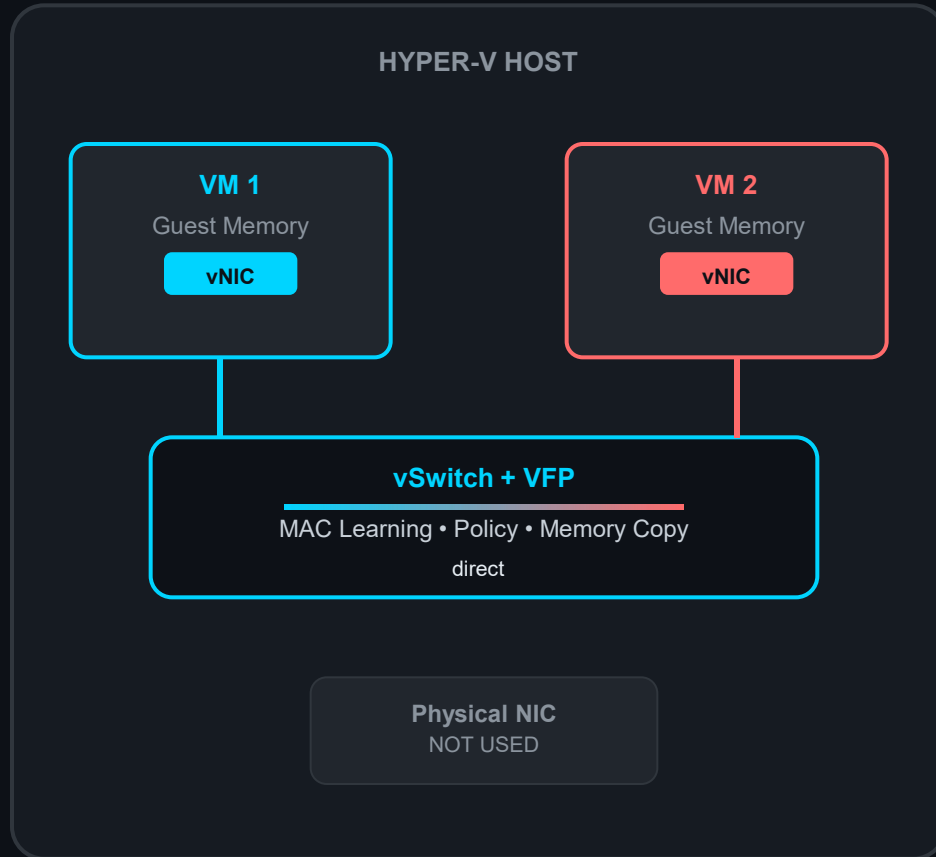 HYPER-V HOST
VM 1
Guest Memory
vNIC
VM 2
Guest Memory
vNIC
vSwitch + VFP
MAC Learning • Policy • Memory Copy
direct
Physical NIC
NOT USED